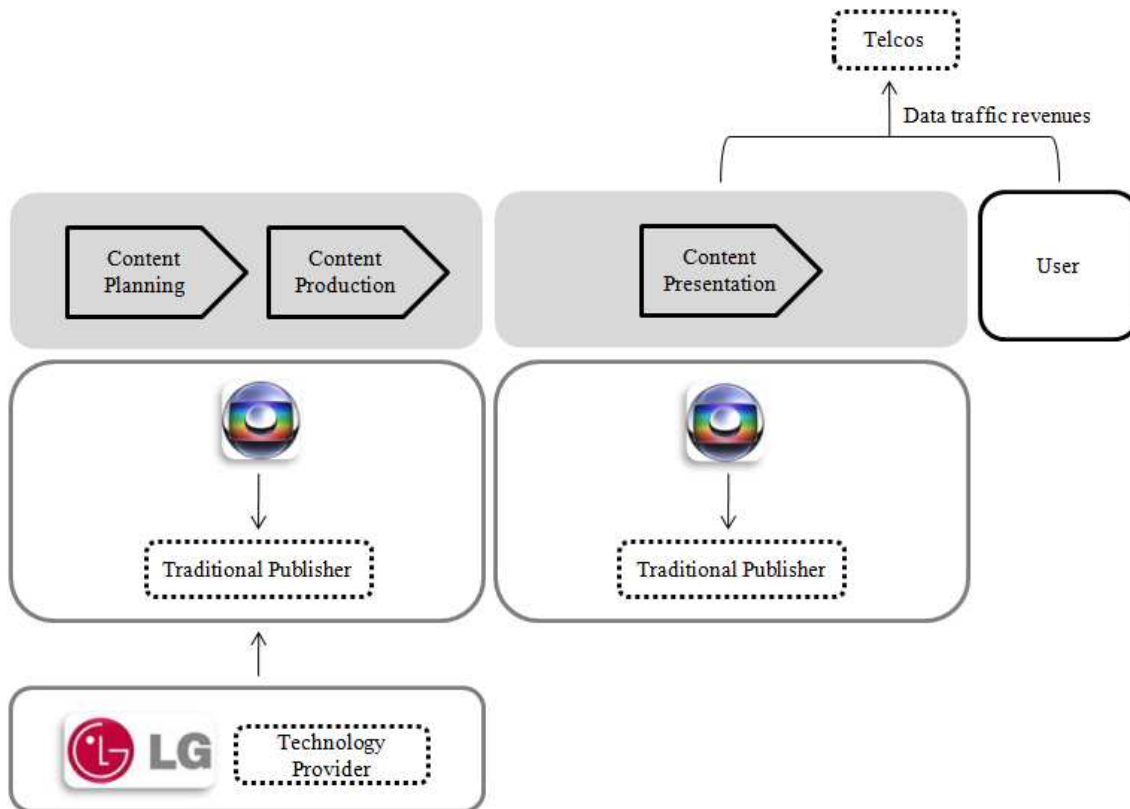 Telcos
Data traffic revenues
Content
Planning
Content
Production
Content
Presentation
User
Traditional Publisher
Traditional Publisher
LG
Technology
Provider